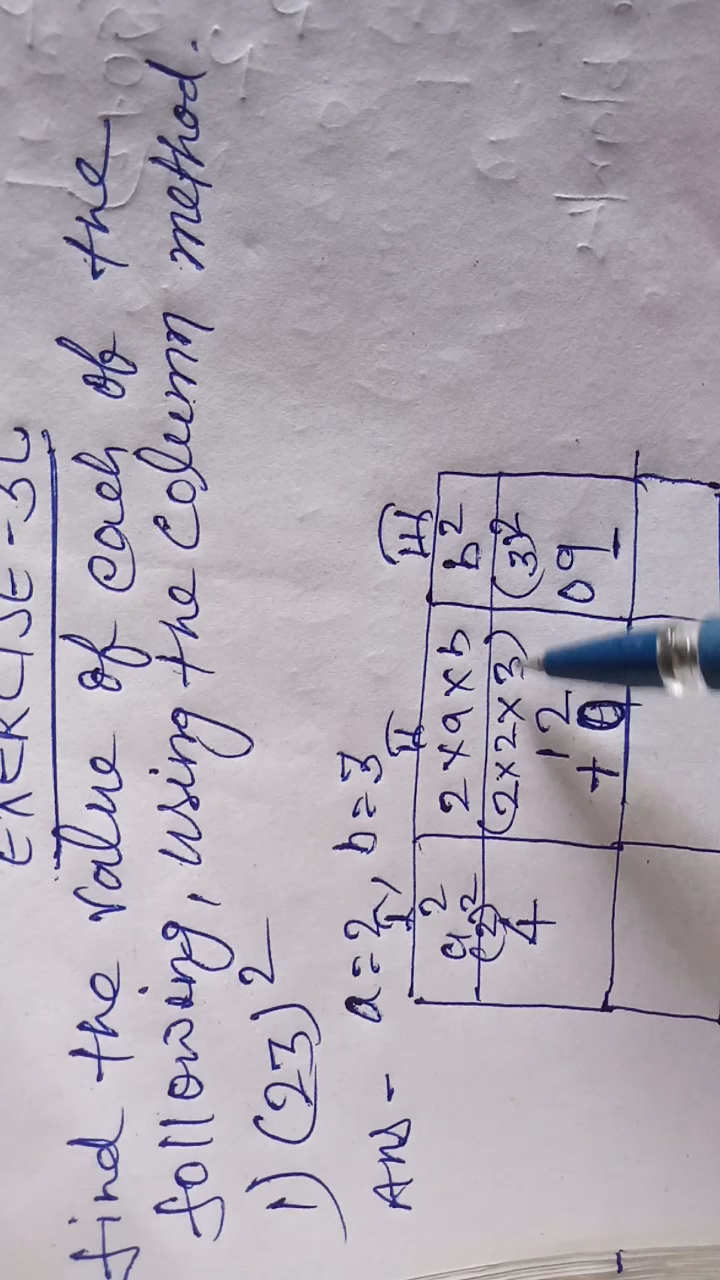 EXERCISE-3C
find the value of each of the
following, using the column method.
1) (23)²
Ans- a=2, b=3
I II III
a² 2×a×b b²
(2)² (2×2×3) (3)²
4 12 09
+0